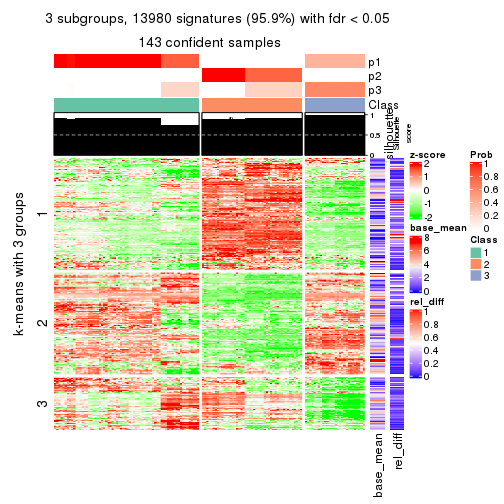 3 subgroups, 13980 signatures (95.9%) with fdr < 0.05
143 confident samples
p1
p2
p3
Class
1
0.5
0
silhouette
Silhouette
score
k-means with 3 groups
1
2
3
base_mean
rel_diff
z-score
2
1
0
-1
-2
base_mean
8
6
4
2
0
rel_diff
1
0.8
0.6
0.4
0.2
0
Prob
1
0.8
0.6
0.4
0.2
0
Class
1
2
3